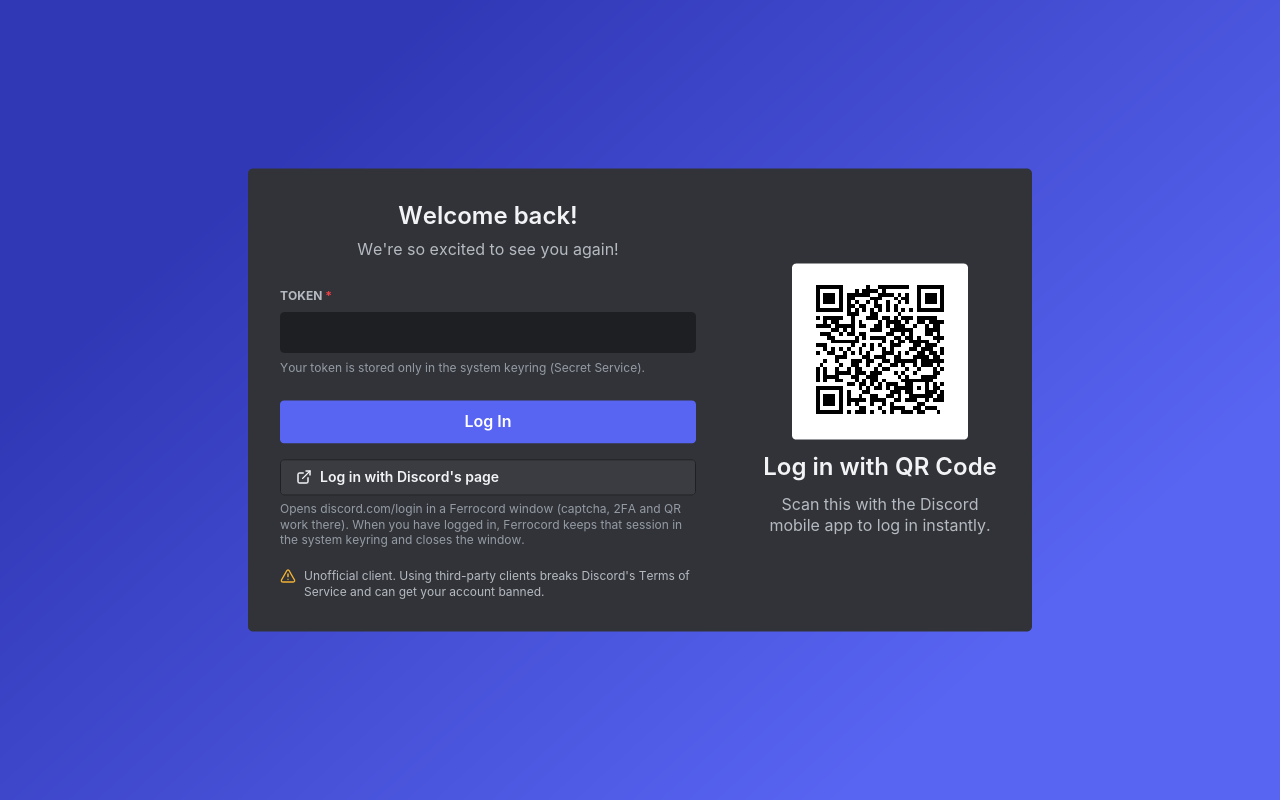 Welcome back!
We're so excited to see you again!
TOKEN *
Your token is stored only in the system keyring (Secret Service).
Log In
Log in with Discord's page
Opens discord.com/login in a Ferrocord window (captcha, 2FA and QR
work there). When you have logged in, Ferrocord keeps that session in
the system keyring and closes the window.
Unofficial client. Using third-party clients breaks Discord's Terms of
Service and can get your account banned.
Log in with QR Code
Scan this with the Discord
mobile app to log in instantly.